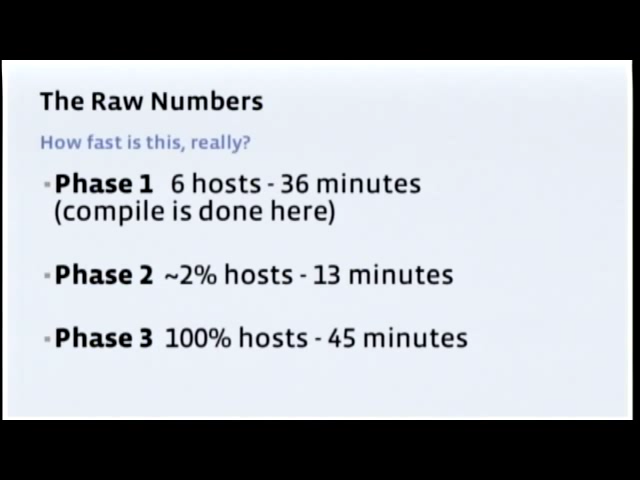 The Raw Numbers
How fast is this, really?
▪Phase 1 6 hosts - 36 minutes
(compile is done here)
▪Phase 2 ~2% hosts - 13 minutes
▪Phase 3 100% hosts - 45 minutes